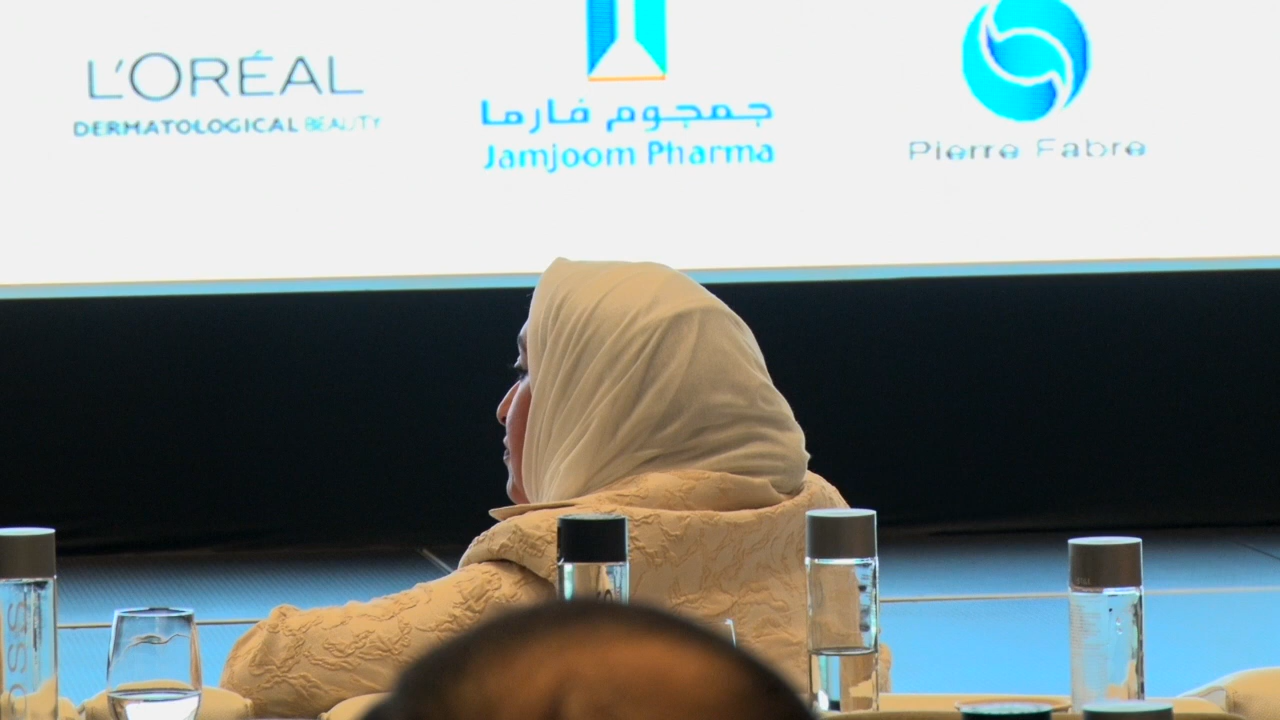 L'ORÉAL
DERMATOLOGICAL BEAUTY
جمجوم فارما
Jamjoom Pharma
Pierre Fabre